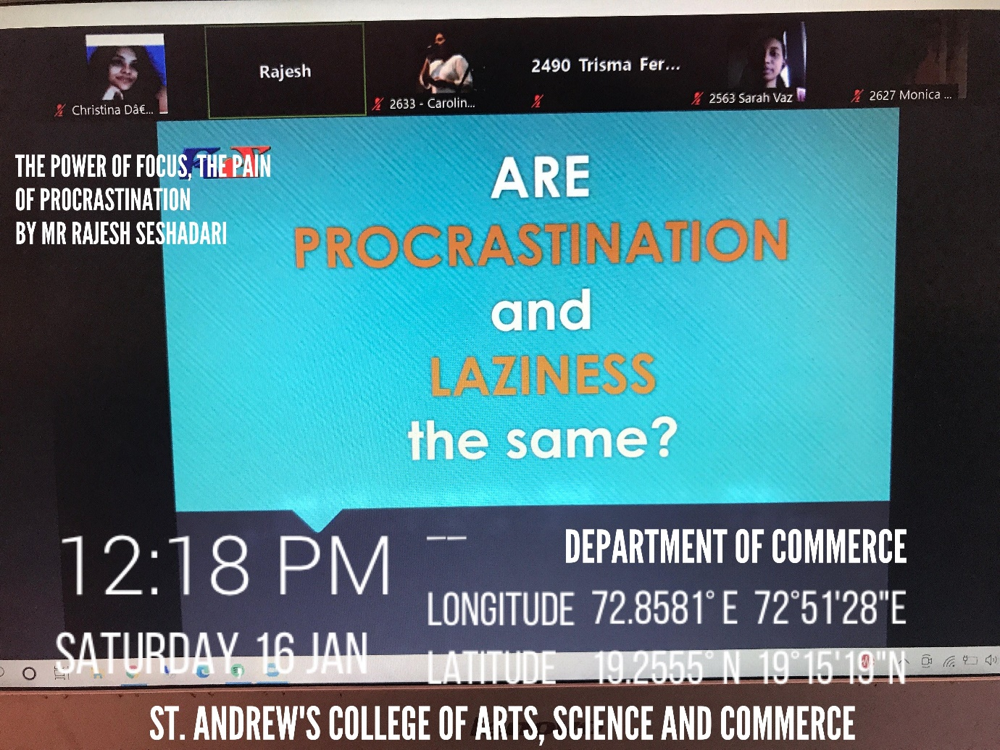 Rajesh
2490 Trisma Fer...
Christina Dâ€...
2633 - Carolin...
2563 Sarah Vaz
2627 Monica ...
THE POWER OF FOCUS, THE PAIN
OF PROCRASTINATION
BY MR RAJESH SESHADARI
ARE
PROCRASTINATION
and
LAZINESS
the same?
12:18 PM
SATURDAY 16 JAN
DEPARTMENT OF COMMERCE
LONGITUDE 72.8581° E 72°51'28"E
LATITUDE 19.2555° N 19°15'19"N
ST. ANDREW'S COLLEGE OF ARTS, SCIENCE AND COMMERCE